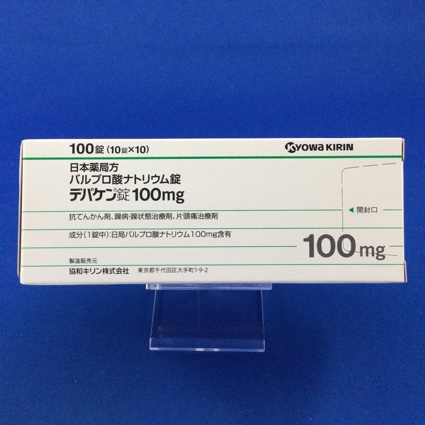 100錠(10錠×10)
KYOWA KIRIN
日本薬局方
バルプロ酸ナトリウム錠
デパケン®錠100mg
抗てんかん剤、躁病・躁状態治療剤、片頭痛治療剤
◀開封口
成分(1錠中):日局バルプロ酸ナトリウム100mg含有
100mg
製造販売元
協和キリン株式会社 東京都千代田区大手町1-9-2